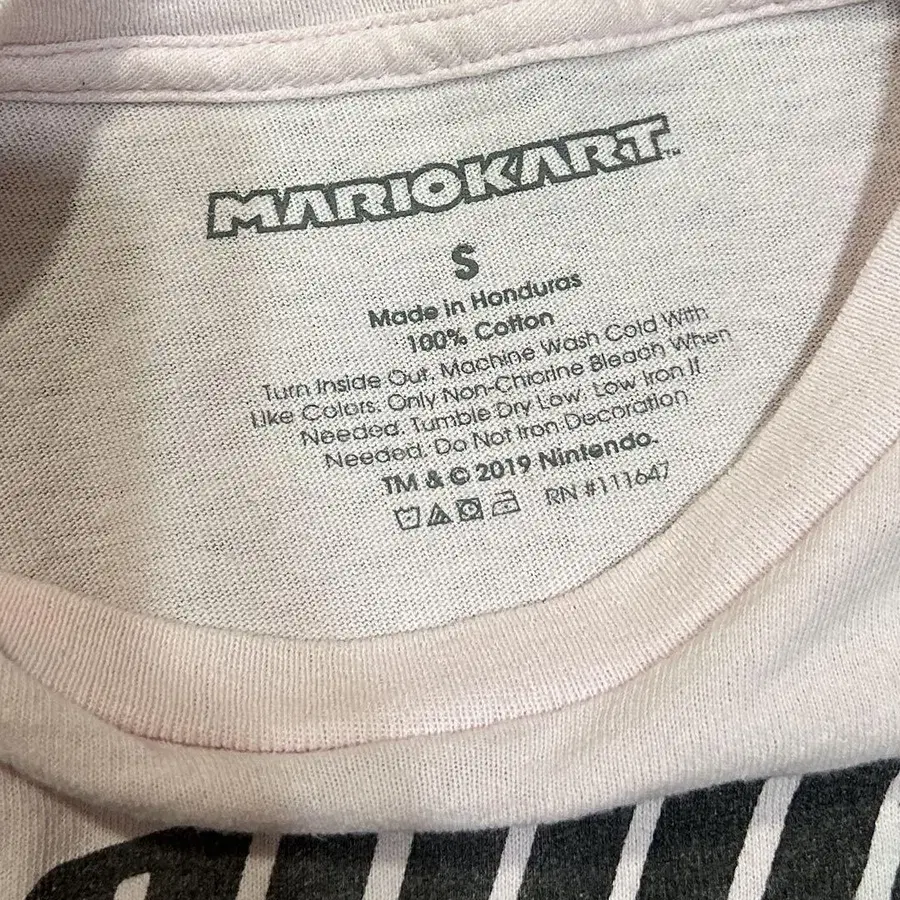 MARIOKART™
S
Made in Honduras
100% Cotton
Turn Inside Out. Machine Wash Cold With
Like Colors. Only Non-Chlorine Bleach When
Needed. Tumble Dry Low. Low Iron If
Needed. Do Not Iron Decoration
TM & © 2019 Nintendo.
RN #111647